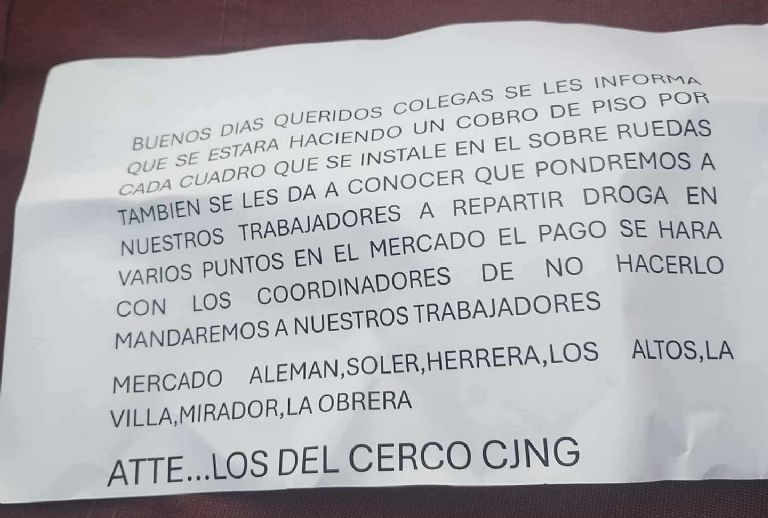 BUENOS DIAS QUERIDOS COLEGAS SE LES INFORMA
QUE SE ESTARA HACIENDO UN COBRO DE PISO POR
CADA CUADRO QUE SE INSTALE EN EL SOBRE RUEDAS
TAMBIEN SE LES DA A CONOCER QUE PONDREMOS A
NUESTROS TRABAJADORES A REPARTIR DROGA EN
VARIOS PUNTOS EN EL MERCADO EL PAGO SE HARA
CON LOS COORDINADORES DE NO HACERLO
MANDAREMOS A NUESTROS TRABAJADORES
MERCADO ALEMAN,SOLER,HERRERA,LOS ALTOS,LA
VILLA,MIRADOR,LA OBRERA
ATTE...LOS DEL CERCO CJNG